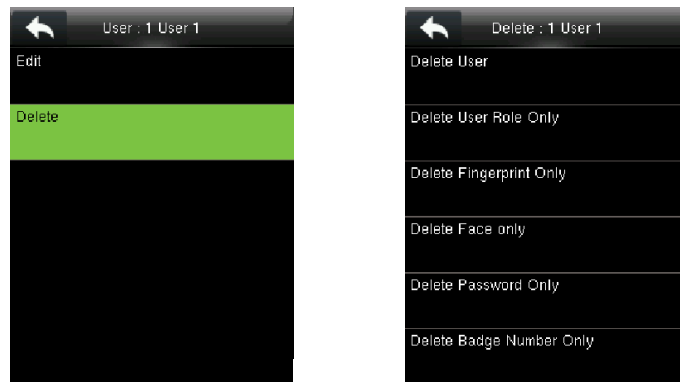 User : 1 User 1
Edit
Delete
Delete : 1 User 1
Delete User
Delete User Role Only
Delete Fingerprint Only
Delete Face only
Delete Password Only
Delete Badge Number Only